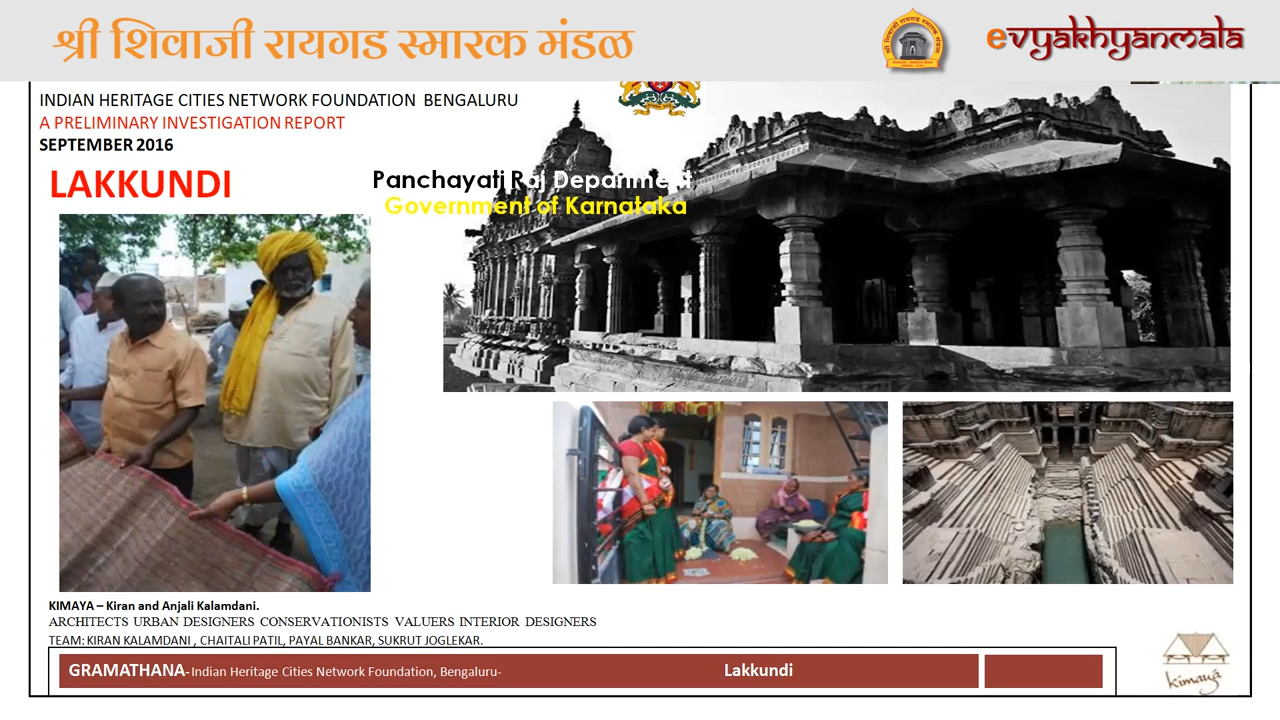 श्री शिवाजी रायगड स्मारक मंडळ
evyakhyanmala
INDIAN HERITAGE CITIES NETWORK FOUNDATION BENGALURU
A PRELIMINARY INVESTIGATION REPORT
SEPTEMBER 2016
LAKKUNDI
Panchayati Raj Department
Government of Karnataka
KIMAYA – Kiran and Anjali Kalamdani.
ARCHITECTS URBAN DESIGNERS CONSERVATIONISTS VALUERS INTERIOR DESIGNERS
TEAM: KIRAN KALAMDANI , CHAITALI PATIL, PAYAL BANKAR, SUKRUT JOGLEKAR.
GRAMATHANA-Indian Heritage Cities Network Foundation, Bengaluru- Lakkundi
kimaya